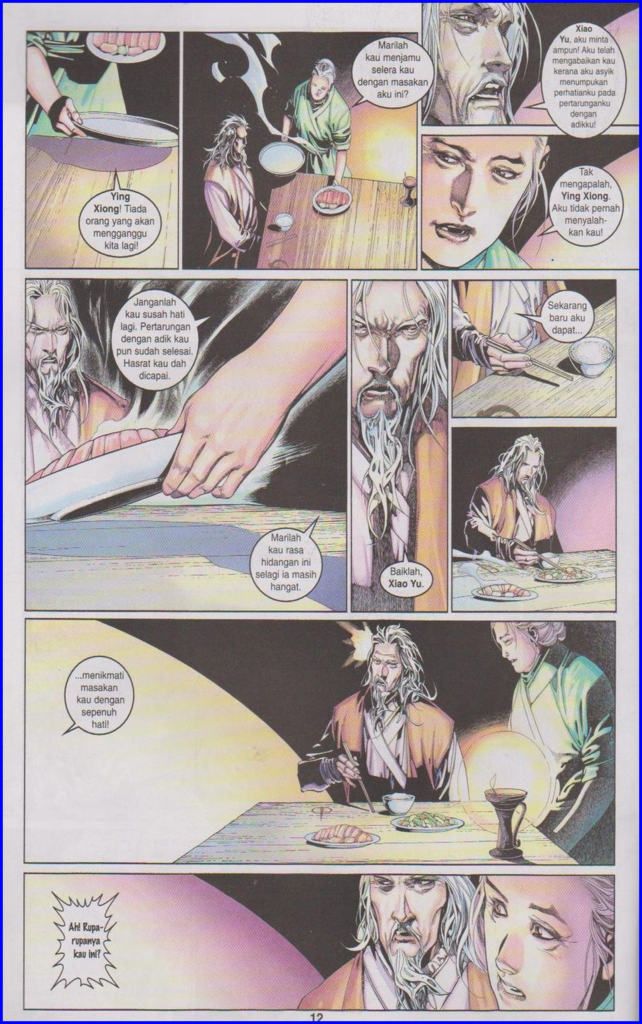 Ying
Xiong! Tiada
orang yang akan
mengganggu
kita lagi!
Marilah
kau menjamu
selera kau
dengan masakan
aku ini?
Xiao
Yu, aku minta
ampun! Aku telah
mengabaikan kau
kerana aku asyik
menumpukan
perhatianku pada
pertarunganku
dengan
adikku!
Tak
mengapalah,
Ying Xiong.
Aku tidak pernah
menyalah-
kan kau!
Janganlah
kau susah hati
lagi. Pertarungan
dengan adik kau
pun sudah selesai.
Hasrat kau dah
dicapai.
Marilah
kau rasa
hidangan ini
selagi ia masih
hangat.
Baiklah,
Xiao Yu.
Sekarang
baru aku
dapat...
...menikmati
masakan
kau dengan
sepenuh
hati!
Ah! Rupa-
rupanya
kau ini?
12